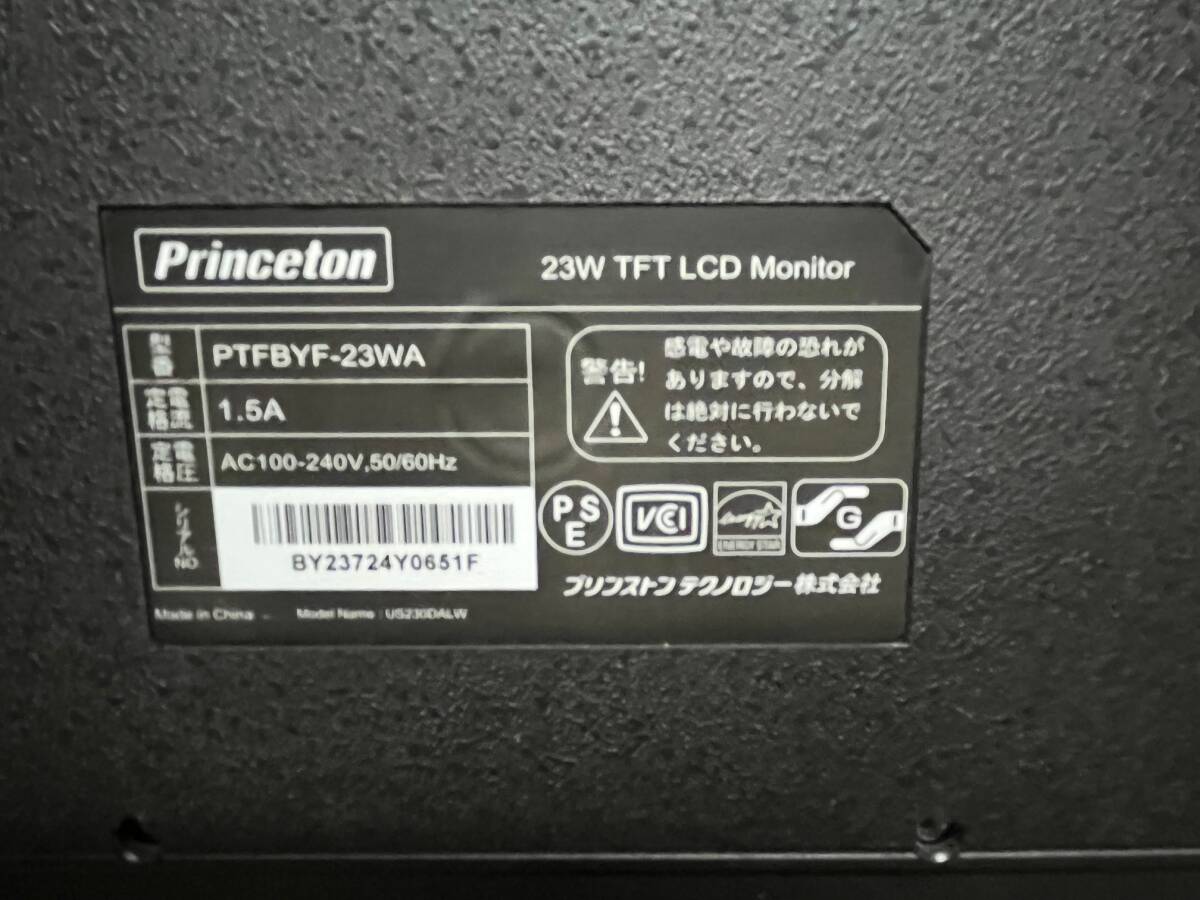 Princeton
23W TFT LCD Monitor
型番
PTFBYF-23WA
定格電流
1.5A
定格電圧
AC100-240V,50/60Hz
シリアルNO
BY23724Y0651F
警告!
感電や故障の恐れが
ありますので、分解
は絶対に行わないで
ください。
PSE
VCCI
ENERGY STAR
G
プリンストンテクノロジー株式会社
Made in China
Model Name : US230DALW